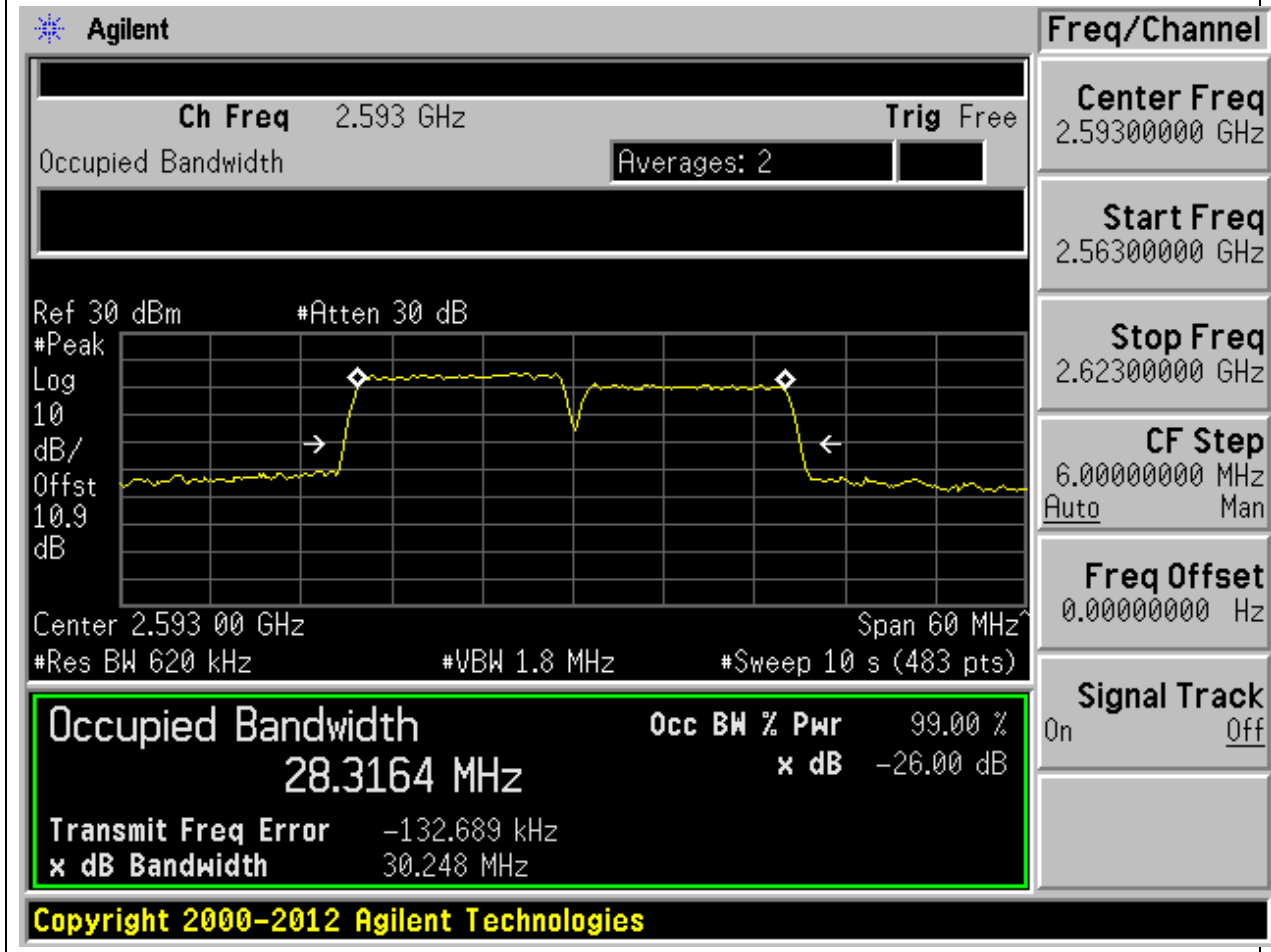 Agilent
Ch Freq 2.593 GHz Trig Free
Occupied Bandwidth Averages: 2
Ref 30 dBm #Atten 30 dB
#Peak
Log
10
dB/
Offst
10.9
dB
Center 2.593 00 GHz Span 60 MHz^
#Res BW 620 kHz #VBW 1.8 MHz #Sweep 10 s (483 pts)
Occupied Bandwidth Occ BW % Pwr 99.00 %
28.3164 MHz x dB -26.00 dB
Transmit Freq Error -132.689 kHz
x dB Bandwidth 30.248 MHz
Copyright 2000-2012 Agilent Technologies
Freq/Channel
Center Freq
2.59300000 GHz
Start Freq
2.56300000 GHz
Stop Freq
2.62300000 GHz
CF Step
6.00000000 MHz
Auto Man
Freq Offset
0.00000000 Hz
Signal Track
On Off